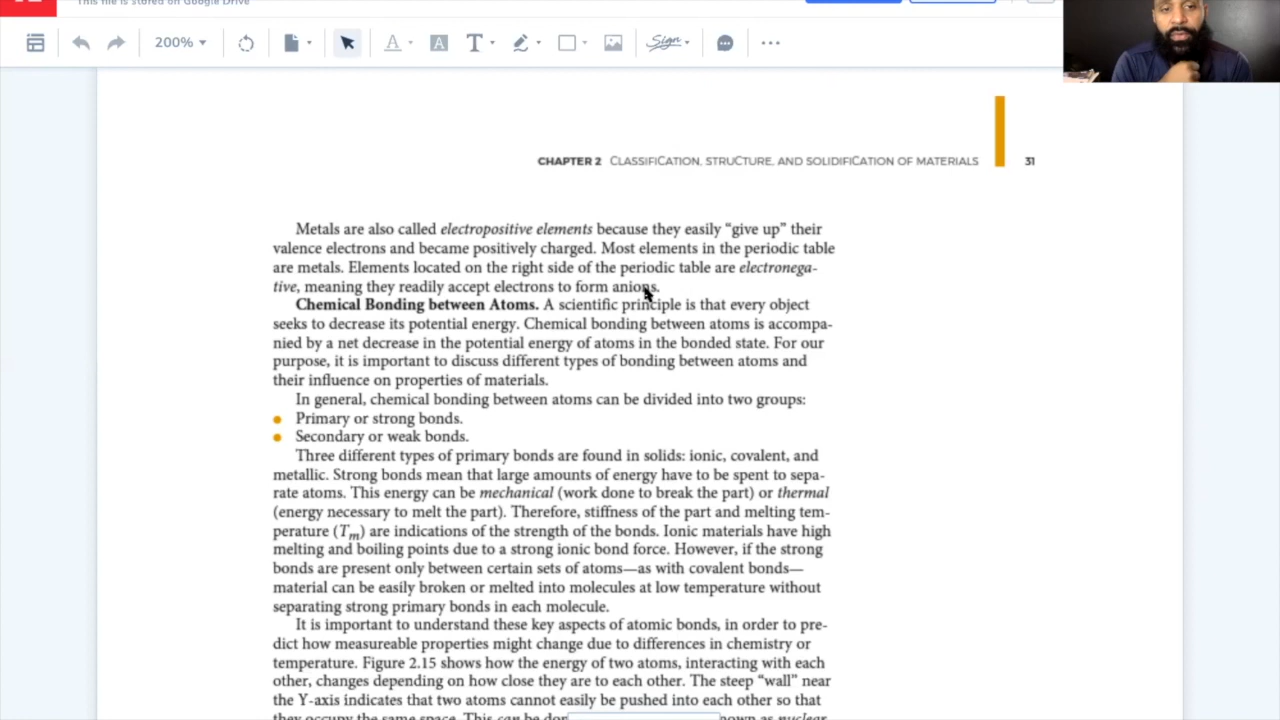 This file is stored on Google Drive
200%
Sign
CHAPTER 2 CLASSIFICATION, STRUCTURE, AND SOLIDIFICATION OF MATERIALS 31
Metals are also called electropositive elements because they easily “give up” their
valence electrons and became positively charged. Most elements in the periodic table
are metals. Elements located on the right side of the periodic table are electronega-
tive, meaning they readily accept electrons to form anions.
Chemical Bonding between Atoms. A scientific principle is that every object
seeks to decrease its potential energy. Chemical bonding between atoms is accompa-
nied by a net decrease in the potential energy of atoms in the bonded state. For our
purpose, it is important to discuss different types of bonding between atoms and
their influence on properties of materials.
In general, chemical bonding between atoms can be divided into two groups:
Primary or strong bonds.
Secondary or weak bonds.
Three different types of primary bonds are found in solids: ionic, covalent, and
metallic. Strong bonds mean that large amounts of energy have to be spent to sepa-
rate atoms. This energy can be mechanical (work done to break the part) or thermal
(energy necessary to melt the part). Therefore, stiffness of the part and melting tem-
perature (Tm) are indications of the strength of the bonds. Ionic materials have high
melting and boiling points due to a strong ionic bond force. However, if the strong
bonds are present only between certain sets of atoms—as with covalent bonds—
material can be easily broken or melted into molecules at low temperature without
separating strong primary bonds in each molecule.
It is important to understand these key aspects of atomic bonds, in order to pre-
dict how measureable properties might change due to differences in chemistry or
temperature. Figure 2.15 shows how the energy of two atoms, interacting with each
other, changes depending on how close they are to each other. The steep “wall” near
the Y-axis indicates that two atoms cannot easily be pushed into each other so that
they occupy the same space. This can be nuclear